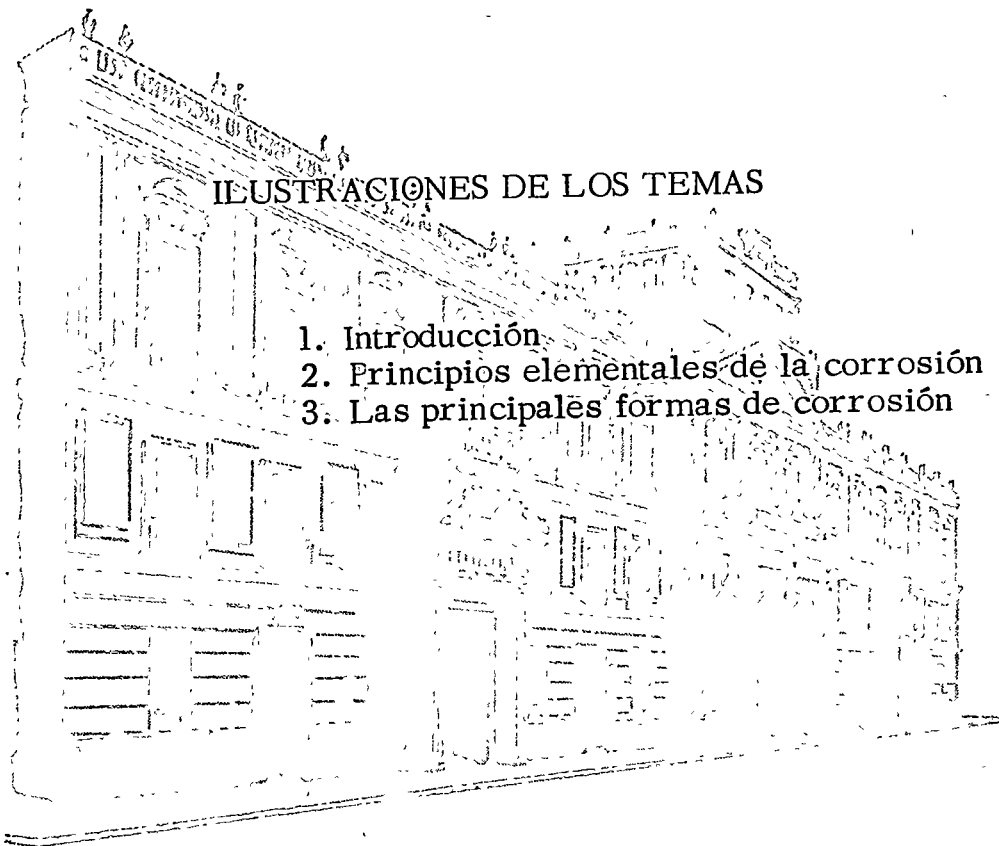 ILUSTRACIONES DE LOS TEMAS
1. Introducción
2. Principios elementales de la corrosión
3. Las principales formas de corrosión